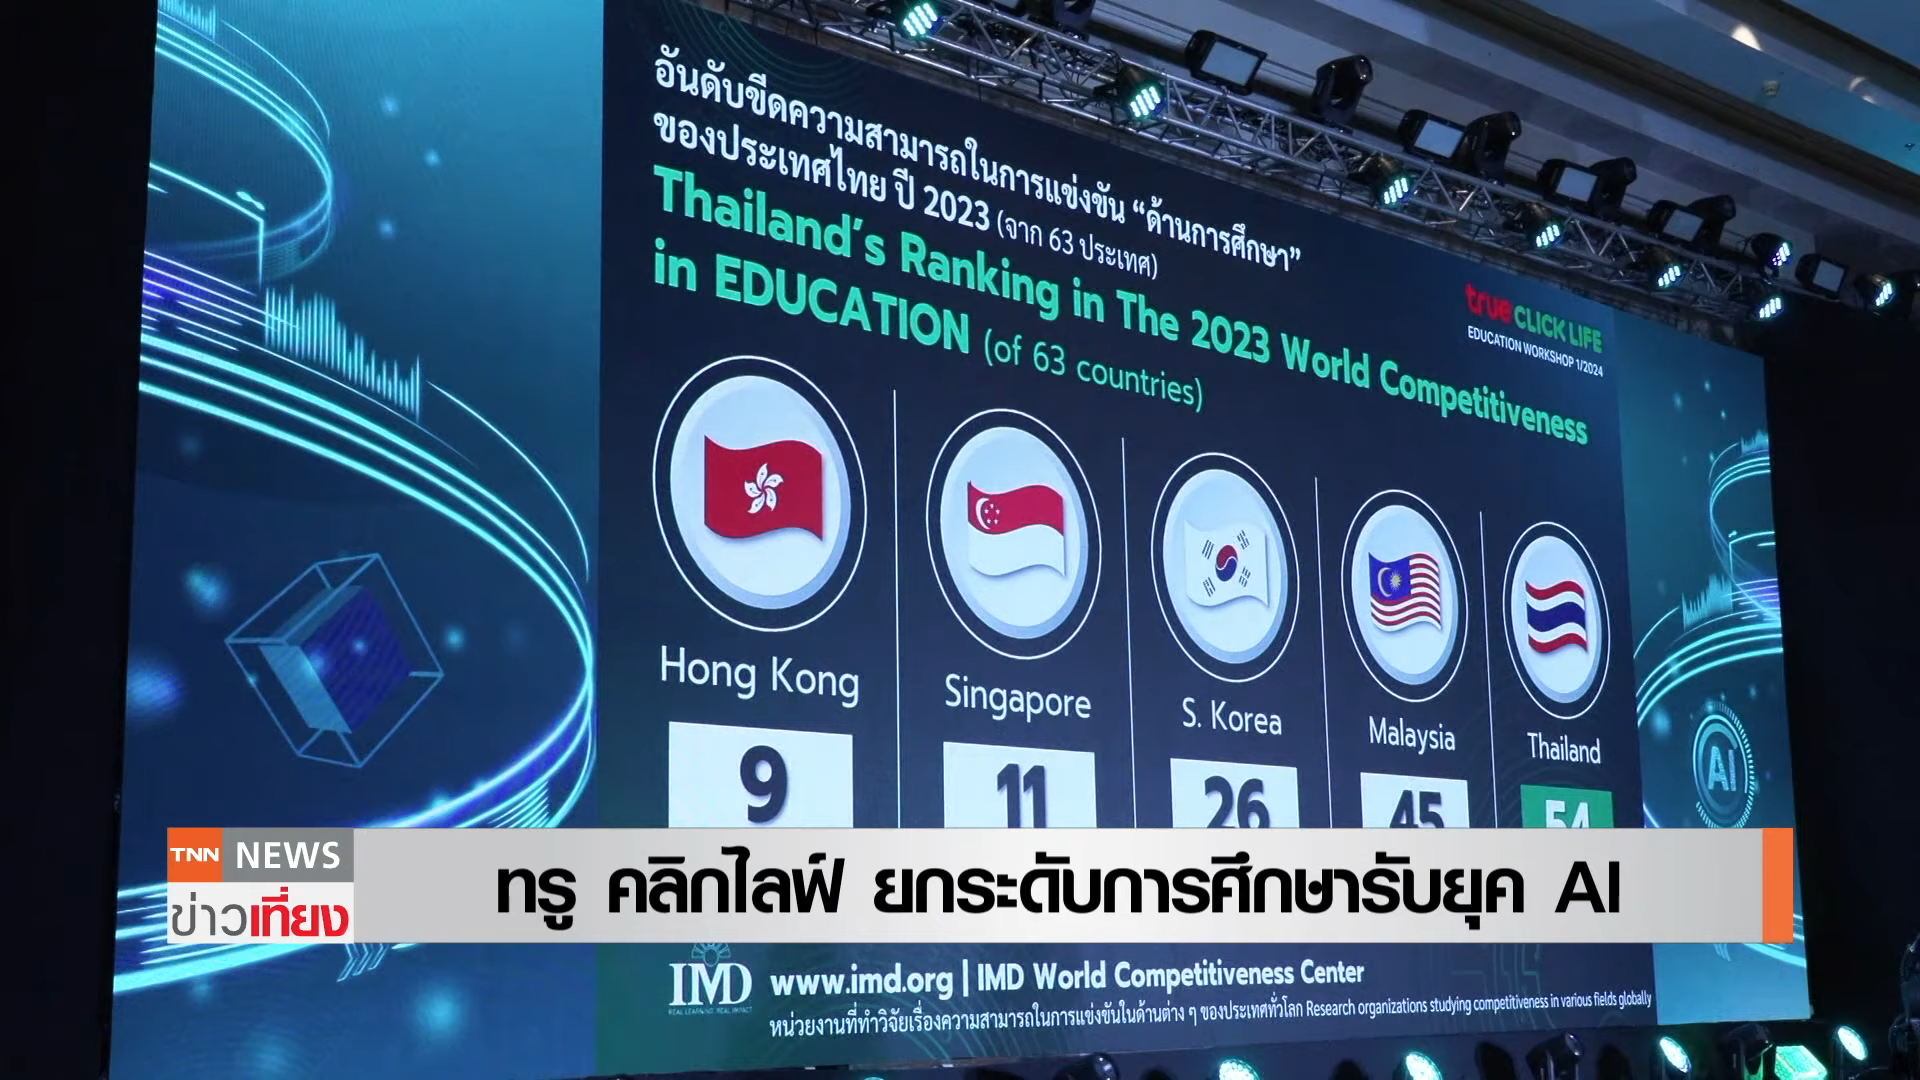 อันดับขีดความสามารถในการแข่งขัน “ด้านการศึกษา”
ของประเทศไทย ปี 2023 (จาก 63 ประเทศ)
Thailand’s Ranking in The 2023 World Competitiveness
in EDUCATION (of 63 countries)
true CLICK LIFE
EDUCATION WORKSHOP 1/2024
Hong Kong
9
Singapore
11
S. Korea
26
Malaysia
45
Thailand
54
AI
TNN NEWS
ข่าวเที่ยง
ทรู คลิกไลฟ์ ยกระดับการศึกษารับยุค AI
IMD
REAL LEARNING. REAL IMPACT
www.imd.org | IMD World Competitiveness Center
หน่วยงานที่ทำวิจัยเรื่องความสามารถในการแข่งขันในด้านต่าง ๆ ของประเทศทั่วโลก Research organizations studying competitiveness in various fields globally